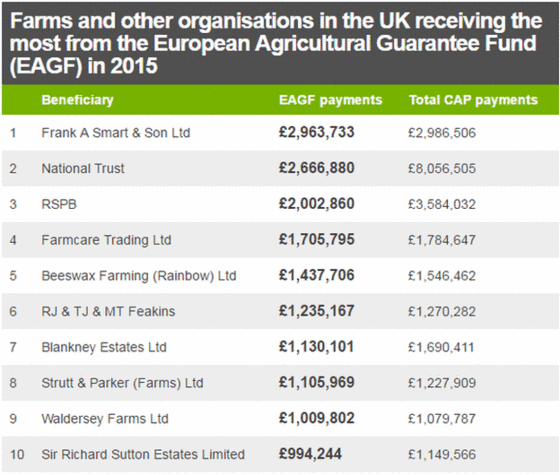 Farms and other organisations in the UK receiving the
most from the European Agricultural Guarantee Fund
(EAGF) in 2015
Beneficiary EAGF payments Total CAP payments
1 Frank A Smart & Son Ltd £2,963,733 £2,986,506
2 National Trust £2,666,880 £8,056,505
3 RSPB £2,002,860 £3,584,032
4 Farmcare Trading Ltd £1,705,795 £1,784,647
5 Beeswax Farming (Rainbow) Ltd £1,437,706 £1,546,462
6 RJ & TJ & MT Feakins £1,235,167 £1,270,282
7 Blankney Estates Ltd £1,130,101 £1,690,411
8 Strutt & Parker (Farms) Ltd £1,105,969 £1,227,909
9 Waldersey Farms Ltd £1,009,802 £1,079,787
10 Sir Richard Sutton Estates Limited £994,244 £1,149,566